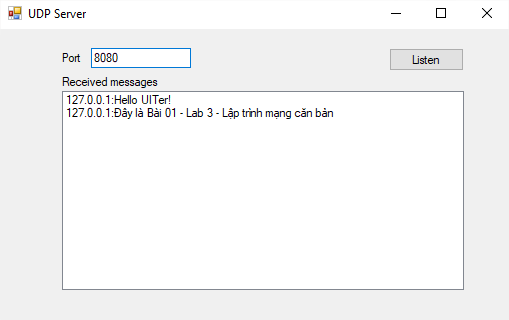 UDP Server
Port 8080 Listen
Received messages
127.0.0.1:Hello UITer!
127.0.0.1:Đây là Bài 01 - Lab 3 - Lập trình mạng căn bản